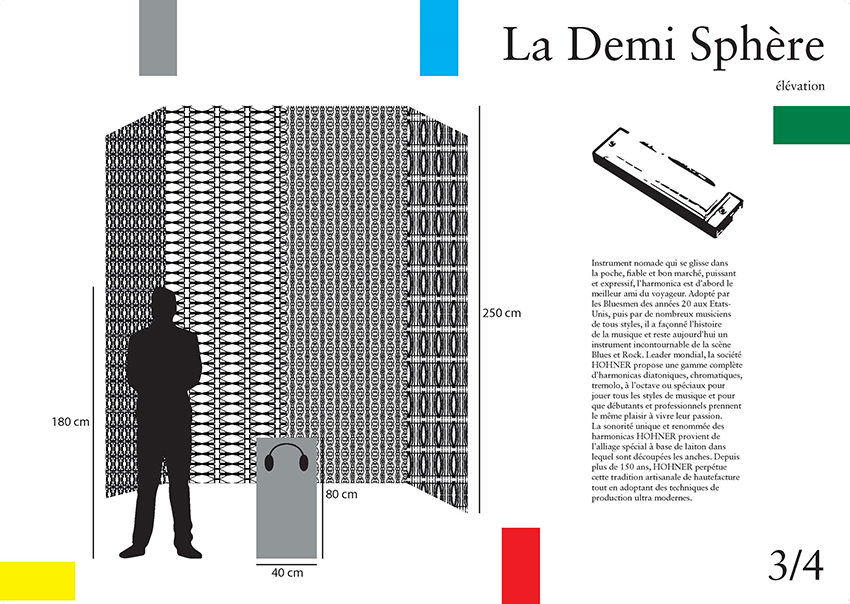 La Demi Sphère
élévation
250 cm
180 cm
80 cm
40 cm
Instrument nomade qui se glisse dans
la poche, fiable et bon marché, puissant
et expressif, l'harmonica est d'abord le
meilleur ami du voyageur. Adopté par
les Bluesmen des années 20 aux Etats-
Unis, puis par de nombreux musiciens
de tous styles, il a façonné l'histoire
de la musique et reste aujourd'hui un
instrument incontournable de la scène
Blues et Rock. Leader mondial, la société
HOHNER propose une gamme complète
d'harmonicas diatoniques, chromatiques,
tremolo, à l'octave ou spéciaux pour
jouer tous les styles de musique et pour
que débutants et professionnels prennent
le même plaisir à vivre leur passion.
La sonorité unique et renommée des
harmonicas HOHNER provient de
l'alliage spécial à base de laiton dans
lequel sont découpées les anches. Depuis
plus de 150 ans, HOHNER perpétue
cette tradition artisanale de hautefacture
tout en adoptant des techniques de
production ultra modernes.
3/4